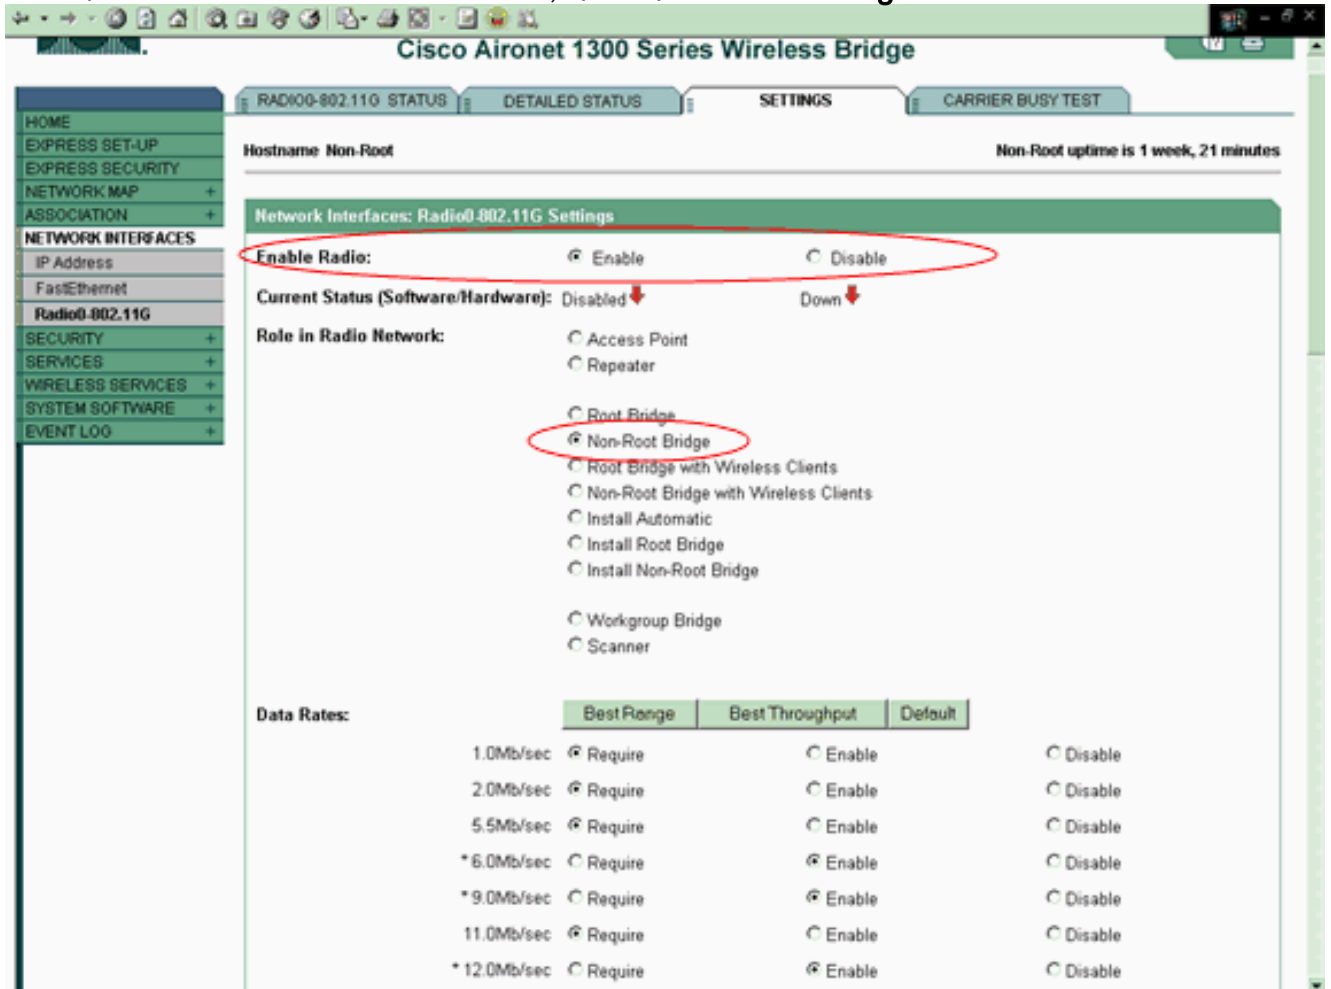 Cisco Aironet 1300 Series Wireless Bridge
RADIO0-802.11G STATUS DETAILED STATUS SETTINGS CARRIER BUSY TEST
HOME
EXPRESS SET-UP
EXPRESS SECURITY
NETWORK MAP +
ASSOCIATION +
NETWORK INTERFACES
IP Address
FastEthernet
Radio0-802.11G
SECURITY +
SERVICES +
WIRELESS SERVICES +
SYSTEM SOFTWARE +
EVENT LOG +
Hostname Non-Root Non-Root uptime is 1 week, 21 minutes
Network Interfaces: Radio0-802.11G Settings
Enable Radio: Enable Disable
Current Status (Software/Hardware): Disabled Down
Role in Radio Network: Access Point
Repeater
Root Bridge
Non-Root Bridge
Root Bridge with Wireless Clients
Non-Root Bridge with Wireless Clients
Install Automatic
Install Root Bridge
Install Non-Root Bridge
Workgroup Bridge
Scanner
Data Rates: Best Range Best Throughput Default
1.0Mb/sec Require Enable Disable
2.0Mb/sec Require Enable Disable
5.5Mb/sec Require Enable Disable
*6.0Mb/sec Require Enable Disable
*9.0Mb/sec Require Enable Disable
11.0Mb/sec Require Enable Disable
*12.0Mb/sec Require Enable Disable